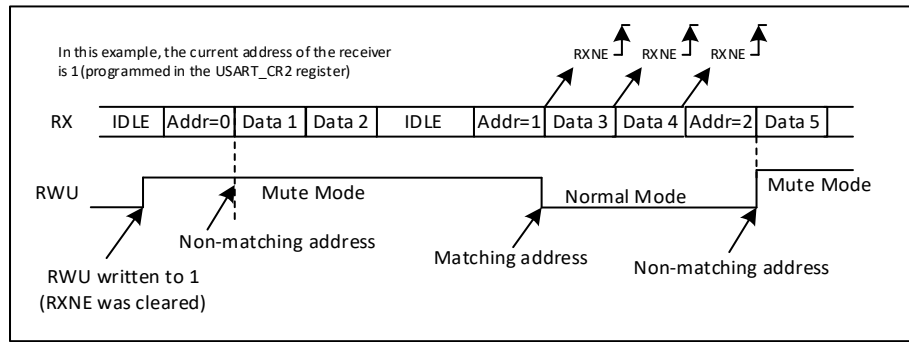 In this example, the current address of the receiver
is 1(programmed in the USART_CR2 register)
RXNE RXNE RXNE
RX IDLE Addr=0 Data 1 Data 2 IDLE Addr=1 Data 3 Data 4 Addr=2 Data 5
RWU Mute Mode Normal Mode Mute Mode
Non-matching address Matching address Non-matching address
RWU written to 1
(RXNE was cleared)